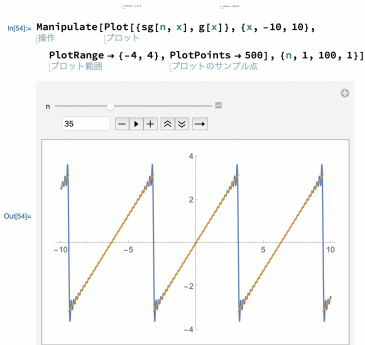 In[54]:= Manipulate[Plot[{sg[n, x], g[x]}, {x, -10, 10},
操作 プロット
PlotRange → {-4, 4}, PlotPoints → 500], {n, 1, 100, 1}]
プロット範囲 プロットのサンプル点
n
35
Out[54]=
4
2
-10 -5 5 10
-2
-4